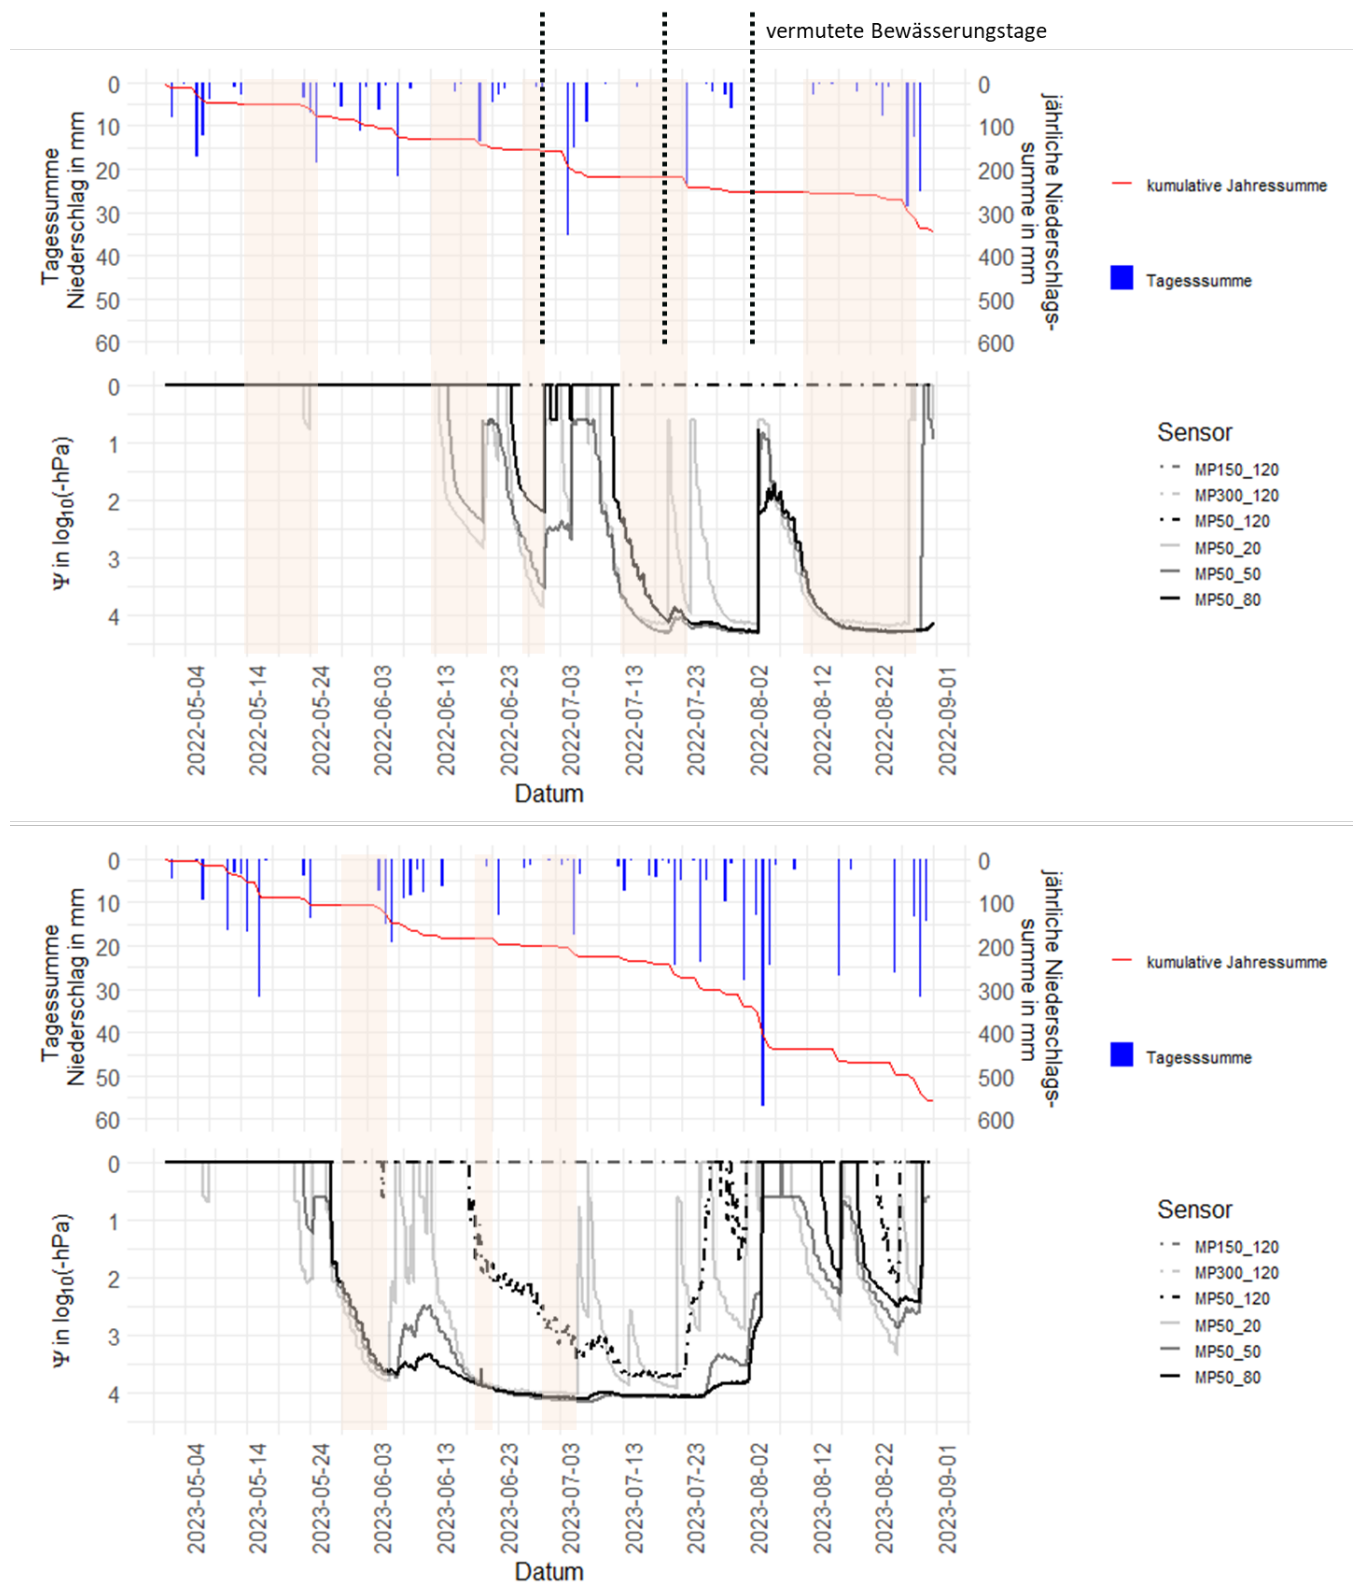 vermutete Bewässerungstage
Tagessumme
Niederschlag in mm
0
10
20
30
40
50
60
0
100
200
300
400
500
600
jährliche Niederschlags-
summe in mm
kumulative Jahressumme
Tagesssumme
Ψ in log10(-hPa)
0
1
2
3
4
Sensor
MP150_120
MP300_120
MP50_120
MP50_20
MP50_50
MP50_80
2022-05-04
2022-05-14
2022-05-24
2022-06-03
2022-06-13
2022-06-23
2022-07-03
2022-07-13
2022-07-23
2022-08-02
2022-08-12
2022-08-22
2022-09-01
Datum
Tagessumme
Niederschlag in mm
0
10
20
30
40
50
60
0
100
200
300
400
500
600
jährliche Niederschlags-
summe in mm
kumulative Jahressumme
Tagesssumme
Ψ in log10(-hPa)
0
1
2
3
4
Sensor
MP150_120
MP300_120
MP50_120
MP50_20
MP50_50
MP50_80
2023-05-04
2023-05-14
2023-05-24
2023-06-03
2023-06-13
2023-06-23
2023-07-03
2023-07-13
2023-07-23
2023-08-02
2023-08-12
2023-08-22
2023-09-01
Datum